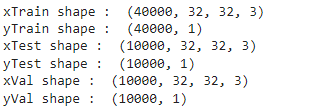 xTrain shape :  (40000, 32, 32, 3)
yTrain shape :  (40000, 1)
xTest shape :  (10000, 32, 32, 3)
yTest shape :  (10000, 1)
xVal shape :  (10000, 32, 32, 3)
yVal shape :  (10000, 1)